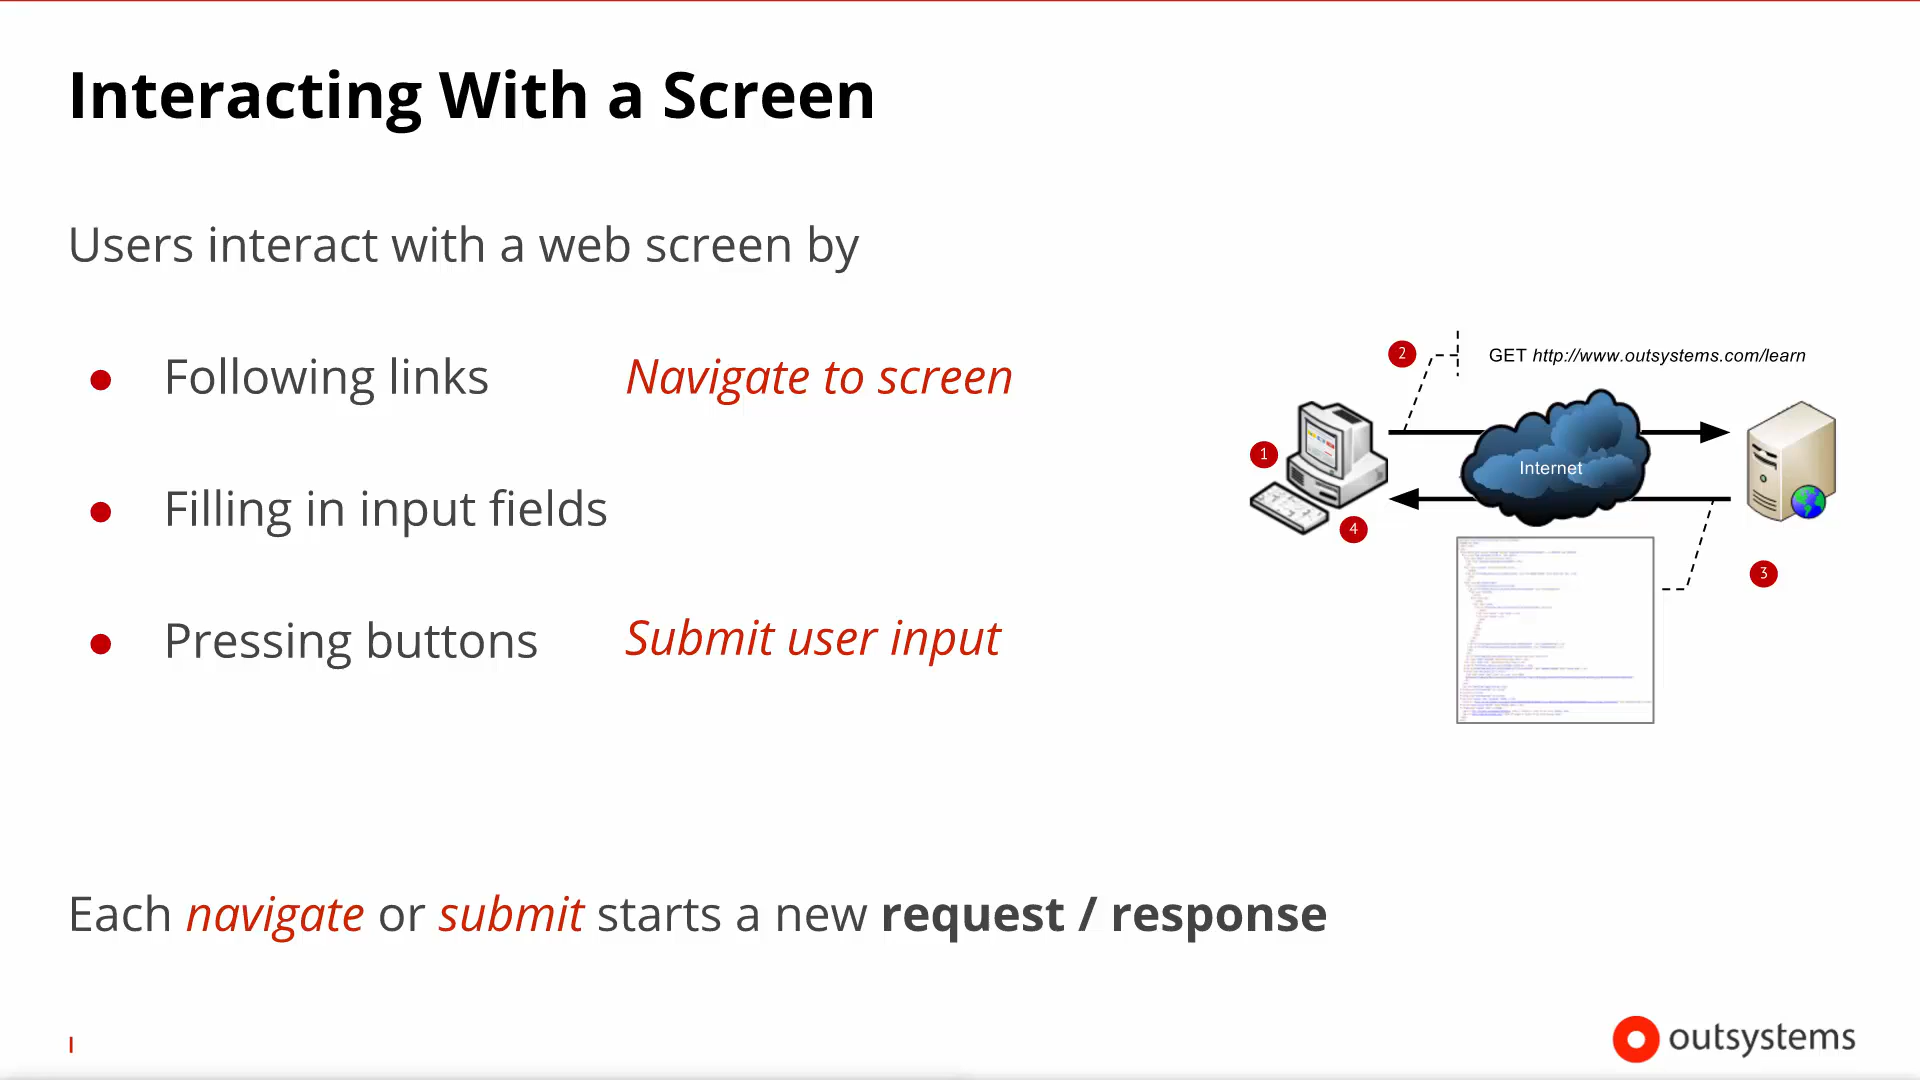 Interacting With a Screen
Users interact with a web screen by
● Following links Navigate to screen
● Filling in input fields
● Pressing buttons Submit user input
2 GET http://www.outsystems.com/learn
1
Internet
4
3
Each navigate or submit starts a new request / response
I
outsystems